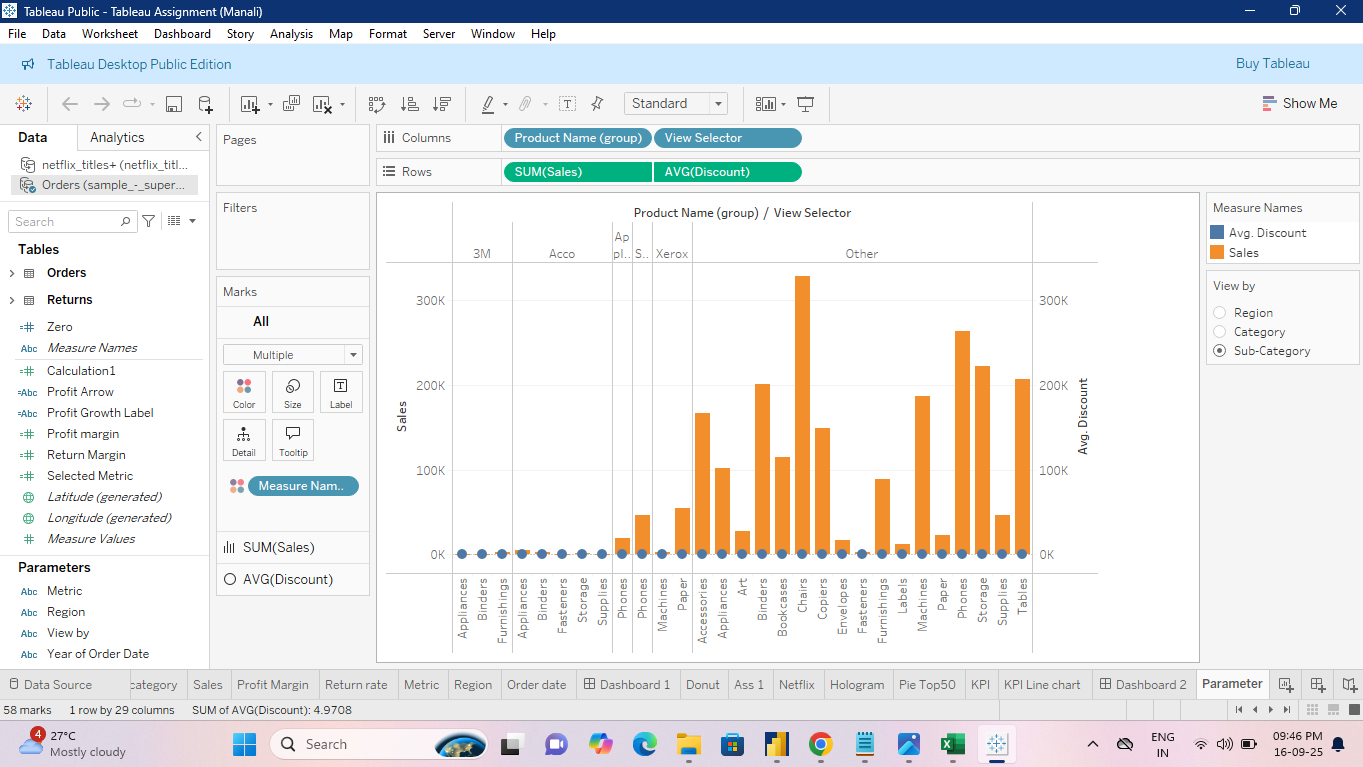 Tableau Public - Tableau Assignment (Manali)
File Data Worksheet Dashboard Story Analysis Map Format Server Window Help
Tableau Desktop Public Edition
Buy Tableau
Standard
Show Me
Data
Analytics
netflix_titles+ (netflix_titl...
Orders (sample_-_super...
Search
Tables
Orders
Returns
Zero
Abc Measure Names
Calculation1
Abc Profit Arrow
Abc Profit Growth Label
Profit margin
Return Margin
Selected Metric
Latitude (generated)
Longitude (generated)
Measure Values
Parameters
Abc Metric
Abc Region
Abc View by
Abc Year of Order Date
Pages
Filters
Marks
All
Multiple
Color Size Label
Detail Tooltip
Measure Nam..
SUM(Sales)
AVG(Discount)
Columns Product Name (group) View Selector
Rows SUM(Sales) AVG(Discount)
Product Name (group) / View Selector
3M Acco Ap pl.. S.. Xerox Other
Sales
300K
200K
100K
0K
300K
200K
100K
0K
Avg. Discount
Appliances
Binders
Furnishings
Appliances
Binders
Fasteners
Storage
Supplies
Phones
Phones
Machines
Paper
Accessories
Appliances
Art
Binders
Bookcases
Chairs
Copiers
Envelopes
Fasteners
Furnishings
Labels
Machines
Paper
Phones
Storage
Supplies
Tables
Measure Names
Avg. Discount
Sales
View by
Region
Category
Sub-Category
Data Source category Sales Profit Margin Return rate Metric Region Order date Dashboard 1 Donut Ass 1 Netflix Hologram Pie Top50 KPI KPI Line chart Dashboard 2 Parameter
58 marks 1 row by 29 columns SUM of AVG(Discount): 4.9708
4
27°C
Mostly cloudy
Search
ENG
IN
09:46 PM
16-09-25